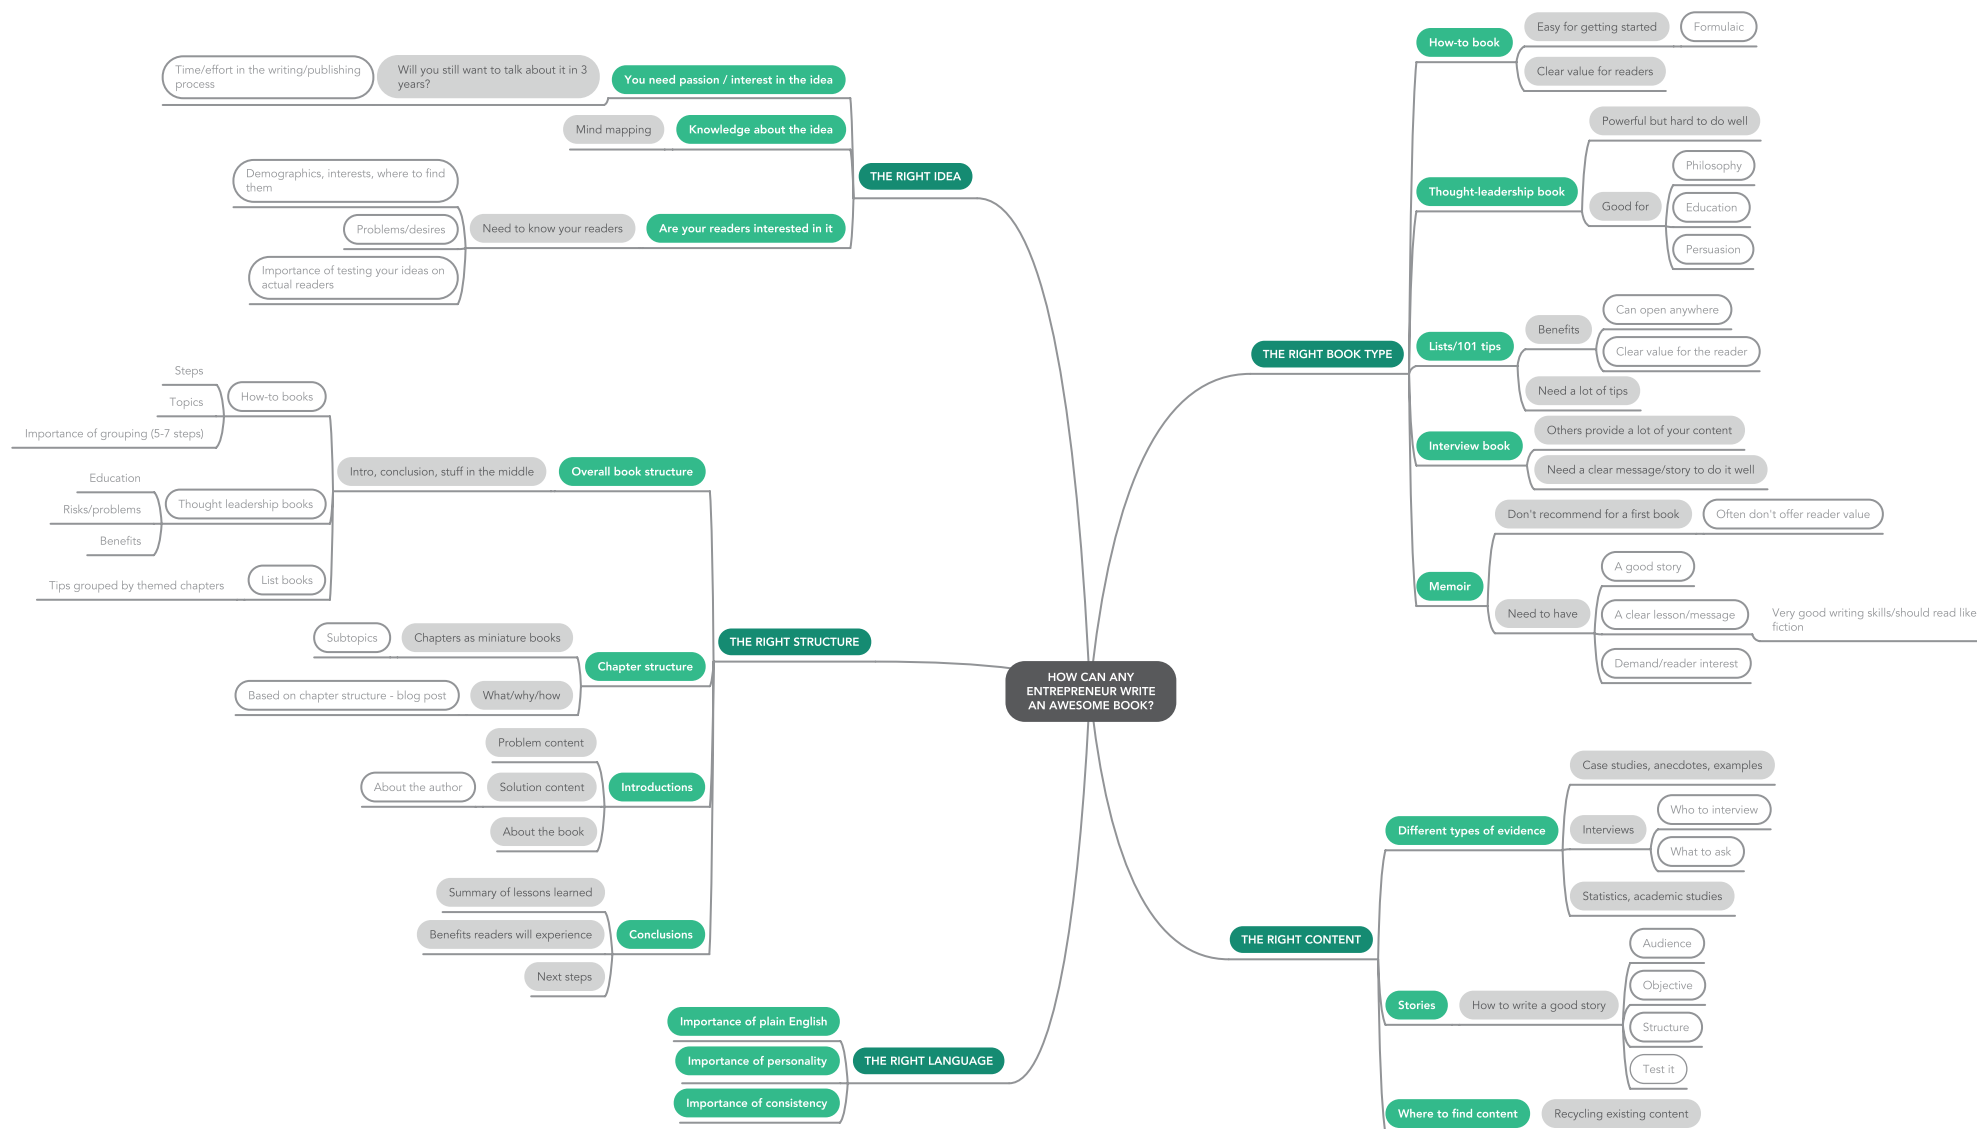 HOW CAN ANY
ENTREPRENEUR WRITE
AN AWESOME BOOK?
THE RIGHT IDEA
You need passion / interest in the idea
Will you still want to talk about it in 3
years?
Time/effort in the writing/publishing
process
Knowledge about the idea
Mind mapping
Are your readers interested in it
Need to know your readers
Demographics, interests, where to find
them
Problems/desires
Importance of testing your ideas on
actual readers
THE RIGHT STRUCTURE
Overall book structure
Intro, conclusion, stuff in the middle
How-to books
Steps
Topics
Importance of grouping (5-7 steps)
Thought leadership books
Education
Risks/problems
Benefits
List books
Tips grouped by themed chapters
Chapter structure
Chapters as miniature books
Subtopics
What/why/how
Based on chapter structure - blog post
Introductions
Problem content
Solution content
About the author
About the book
Conclusions
Summary of lessons learned
Benefits readers will experience
Next steps
THE RIGHT LANGUAGE
Importance of plain English
Importance of personality
Importance of consistency
THE RIGHT BOOK TYPE
How-to book
Easy for getting started
Formulaic
Clear value for readers
Thought-leadership book
Powerful but hard to do well
Good for
Philosophy
Education
Persuasion
Lists/101 tips
Benefits
Can open anywhere
Clear value for the reader
Need a lot of tips
Interview book
Others provide a lot of your content
Need a clear message/story to do it well
Memoir
Don't recommend for a first book
Often don't offer reader value
Need to have
A good story
A clear lesson/message
Very good writing skills/should read like
fiction
Demand/reader interest
THE RIGHT CONTENT
Different types of evidence
Case studies, anecdotes, examples
Interviews
Who to interview
What to ask
Statistics, academic studies
Stories
How to write a good story
Audience
Objective
Structure
Test it
Where to find content
Recycling existing content